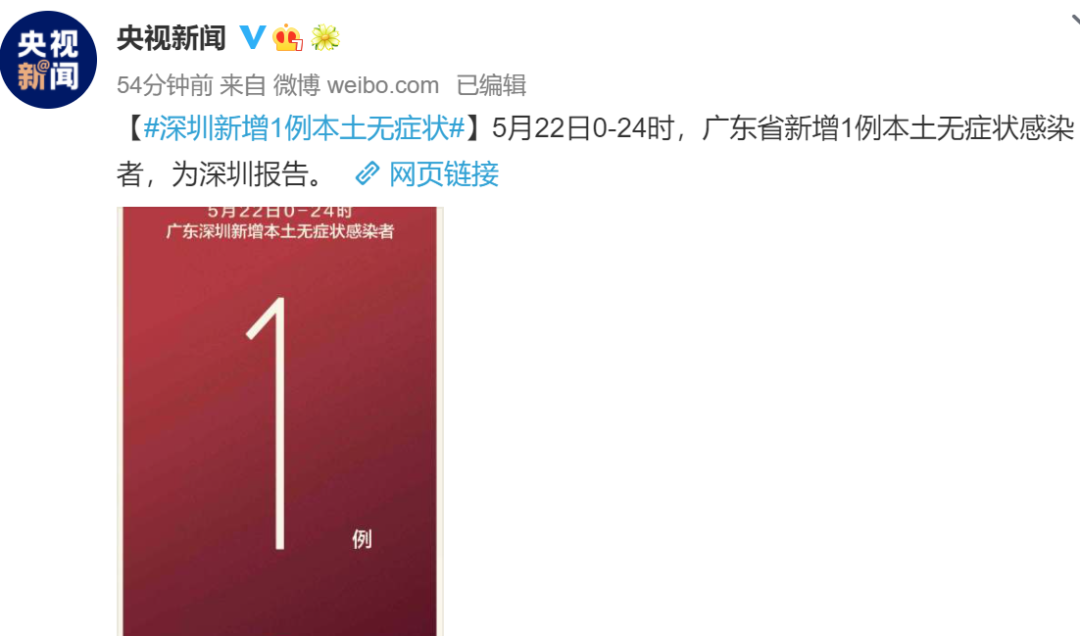 央视
新@闻
央视新闻
54分钟前 来自 微博 weibo.com 已编辑
【#深圳新增1例本土无症状#】5月22日0-24时，广东省新增1例本土无症状感染
者，为深圳报告。 网页链接
5月22日0-24时
广东深圳新增本土无症状感染者
1
例